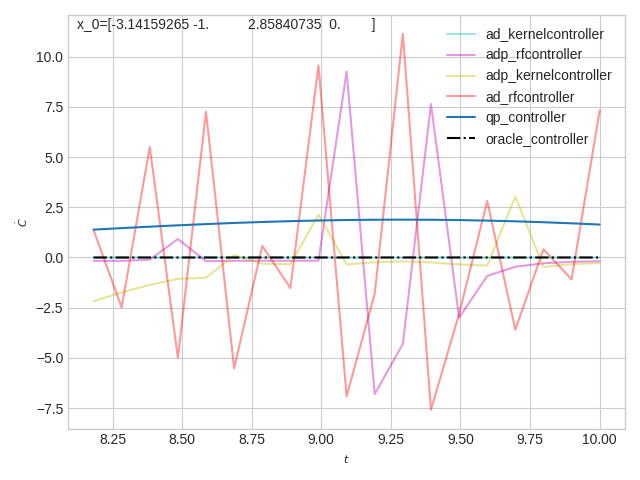 x_0=[-3.14159265 -1. 2.85840735 0. ]
ad_kernelcontroller
adp_rfcontroller
adp_kernelcontroller
ad_rfcontroller
qp_controller
oracle_controller
10.0
7.5
5.0
2.5
0.0
−2.5
−5.0
−7.5
Ċ
8.25 8.50 8.75 9.00 9.25 9.50 9.75 10.00
t